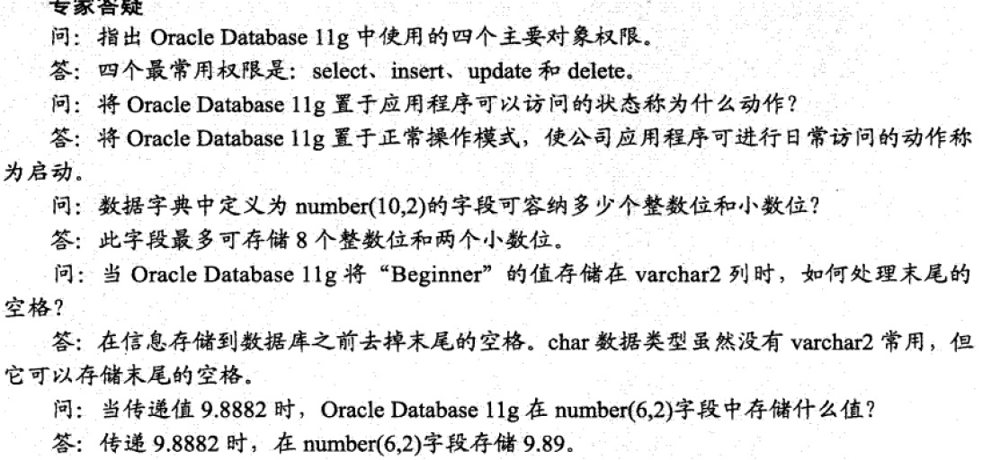 专家答疑
问：指出 Oracle Database 11g 中使用的四个主要对象权限。
答：四个最常用权限是：select、insert、update 和 delete。
问：将 Oracle Database 11g 置于应用程序可以访问的状态称为什么动作？
答：将 Oracle Database 11g 置于正常操作模式，使公司应用程序可进行日常访问的动作称
为启动。
问：数据字典中定义为 number(10,2)的字段可容纳多少个整数位和小数位？
答：此字段最多可存储 8 个整数位和两个小数位。
问：当 Oracle Database 11g 将“Beginner”的值存储在 varchar2 列时，如何处理末尾的
空格？
答：在信息存储到数据库之前去掉末尾的空格。char 数据类型虽然没有 varchar2 常用，但
它可以存储末尾的空格。
问：当传递值 9.8882 时，Oracle Database 11g 在 number(6,2)字段中存储什么值？
答：传递 9.8882 时，在 number(6,2)字段存储 9.89。